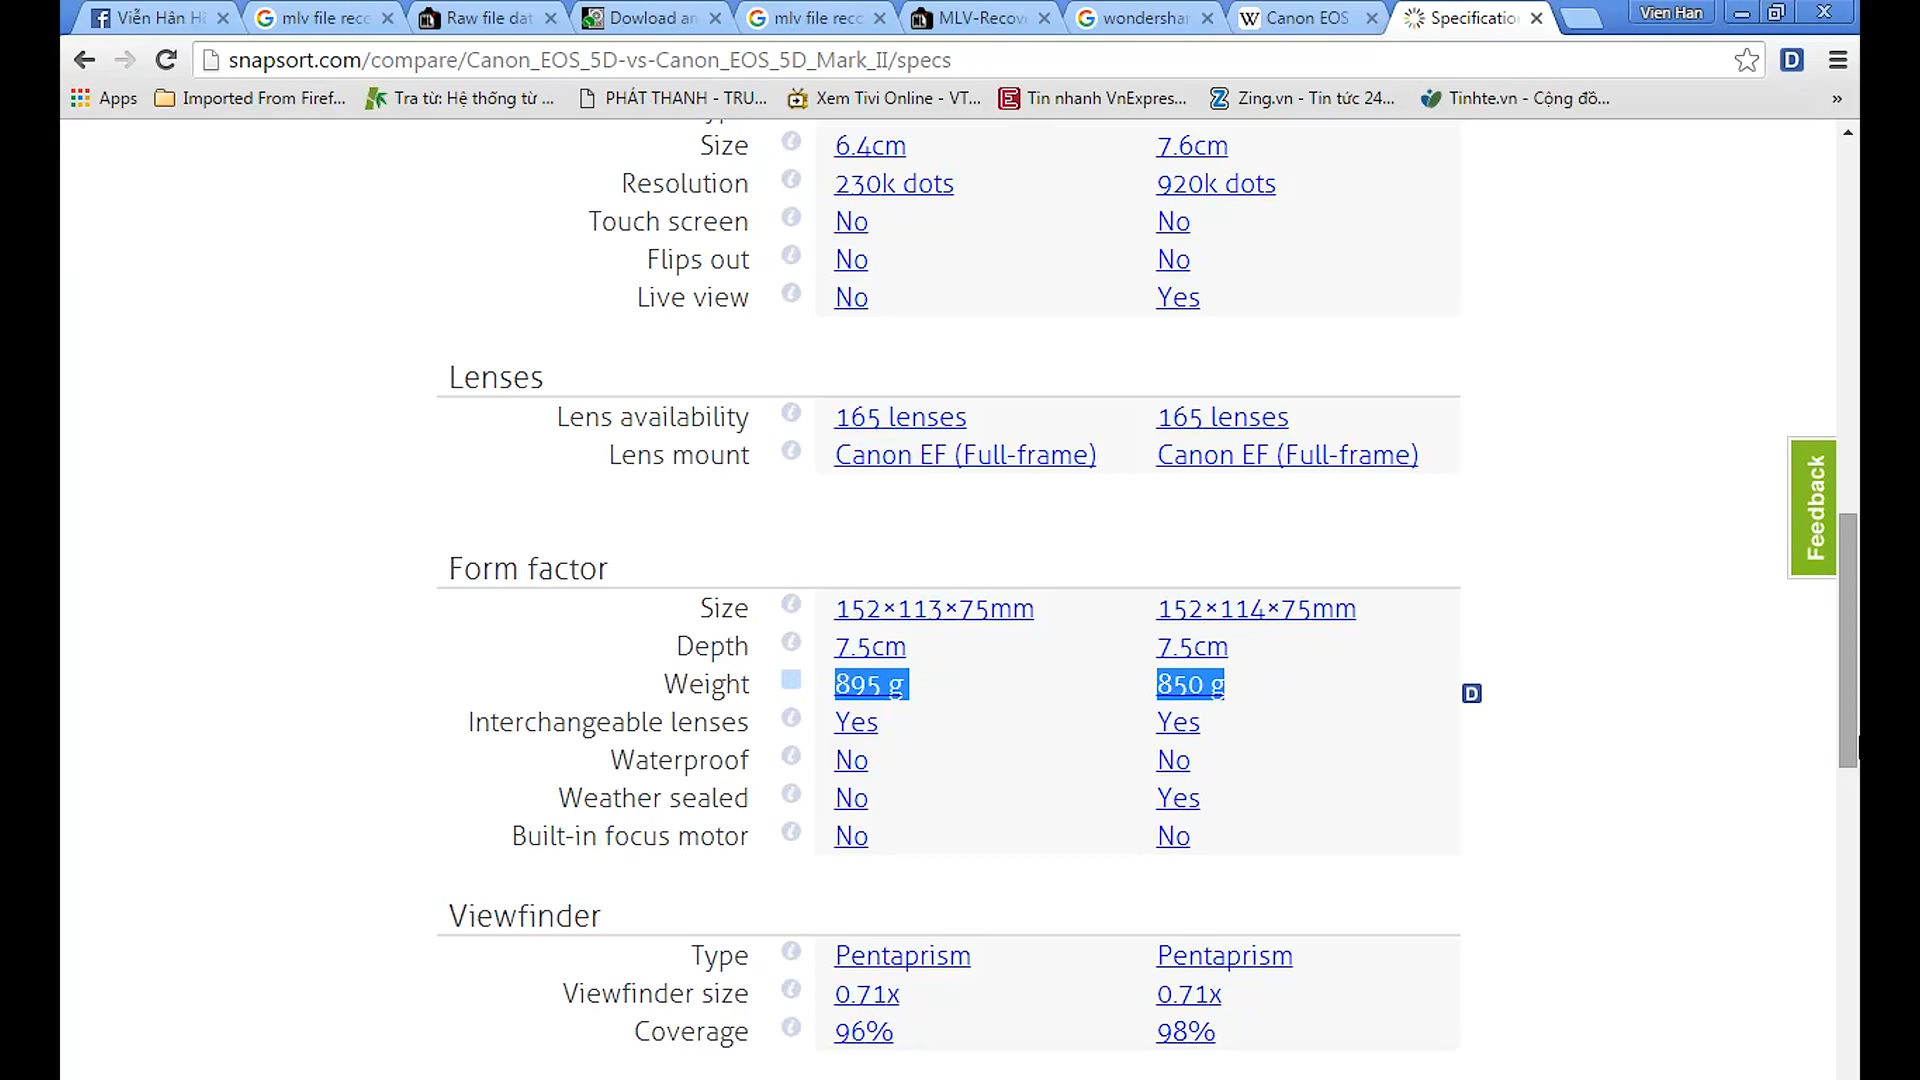 Viễn Hân H
mlv file reco
Raw file dat
Dowload an
mlv file reco
MLV-Recov
wondersha
Canon EOS
Specificatio
Vien Han
snapsort.com/compare/Canon_EOS_5D-vs-Canon_EOS_5D_Mark_II/specs
D
Apps
Imported From Firef...
Tra từ: Hệ thống từ ...
PHÁT THANH - TRU...
Xem Tivi Online - VT...
Tin nhanh VnExpres...
Zing.vn - Tin tức 24...
Tinhte.vn - Cộng đồ...
»
Size 6.4cm 7.6cm
Resolution 230k dots 920k dots
Touch screen No No
Flips out No No
Live view No Yes
Lenses
Lens availability 165 lenses 165 lenses
Lens mount Canon EF (Full-frame) Canon EF (Full-frame)
Feedback
Form factor
Size 152×113×75mm 152×114×75mm
Depth 7.5cm 7.5cm
Weight 895 g 850 g
D
Interchangeable lenses Yes Yes
Waterproof No No
Weather sealed No Yes
Built-in focus motor No No
Viewfinder
Type Pentaprism Pentaprism
Viewfinder size 0.71x 0.71x
Coverage 96% 98%